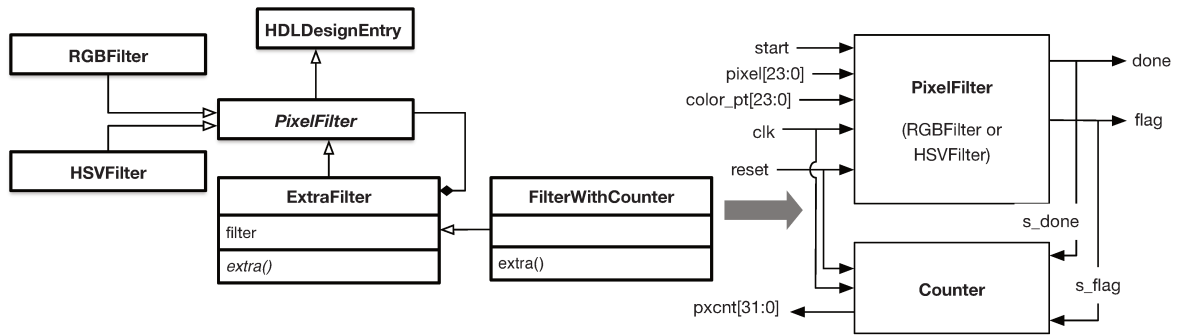 HDLDesignEntry
RGBFilter
PixelFilter
HSVFilter
ExtraFilter
filter
extra()
FilterWithCounter
extra()
start
pixel[23:0]
color_pt[23:0]
clk
reset
PixelFilter
(RGBFilter or
HSVFilter)
done
flag
s_done
s_flag
Counter
pxcnt[31:0]